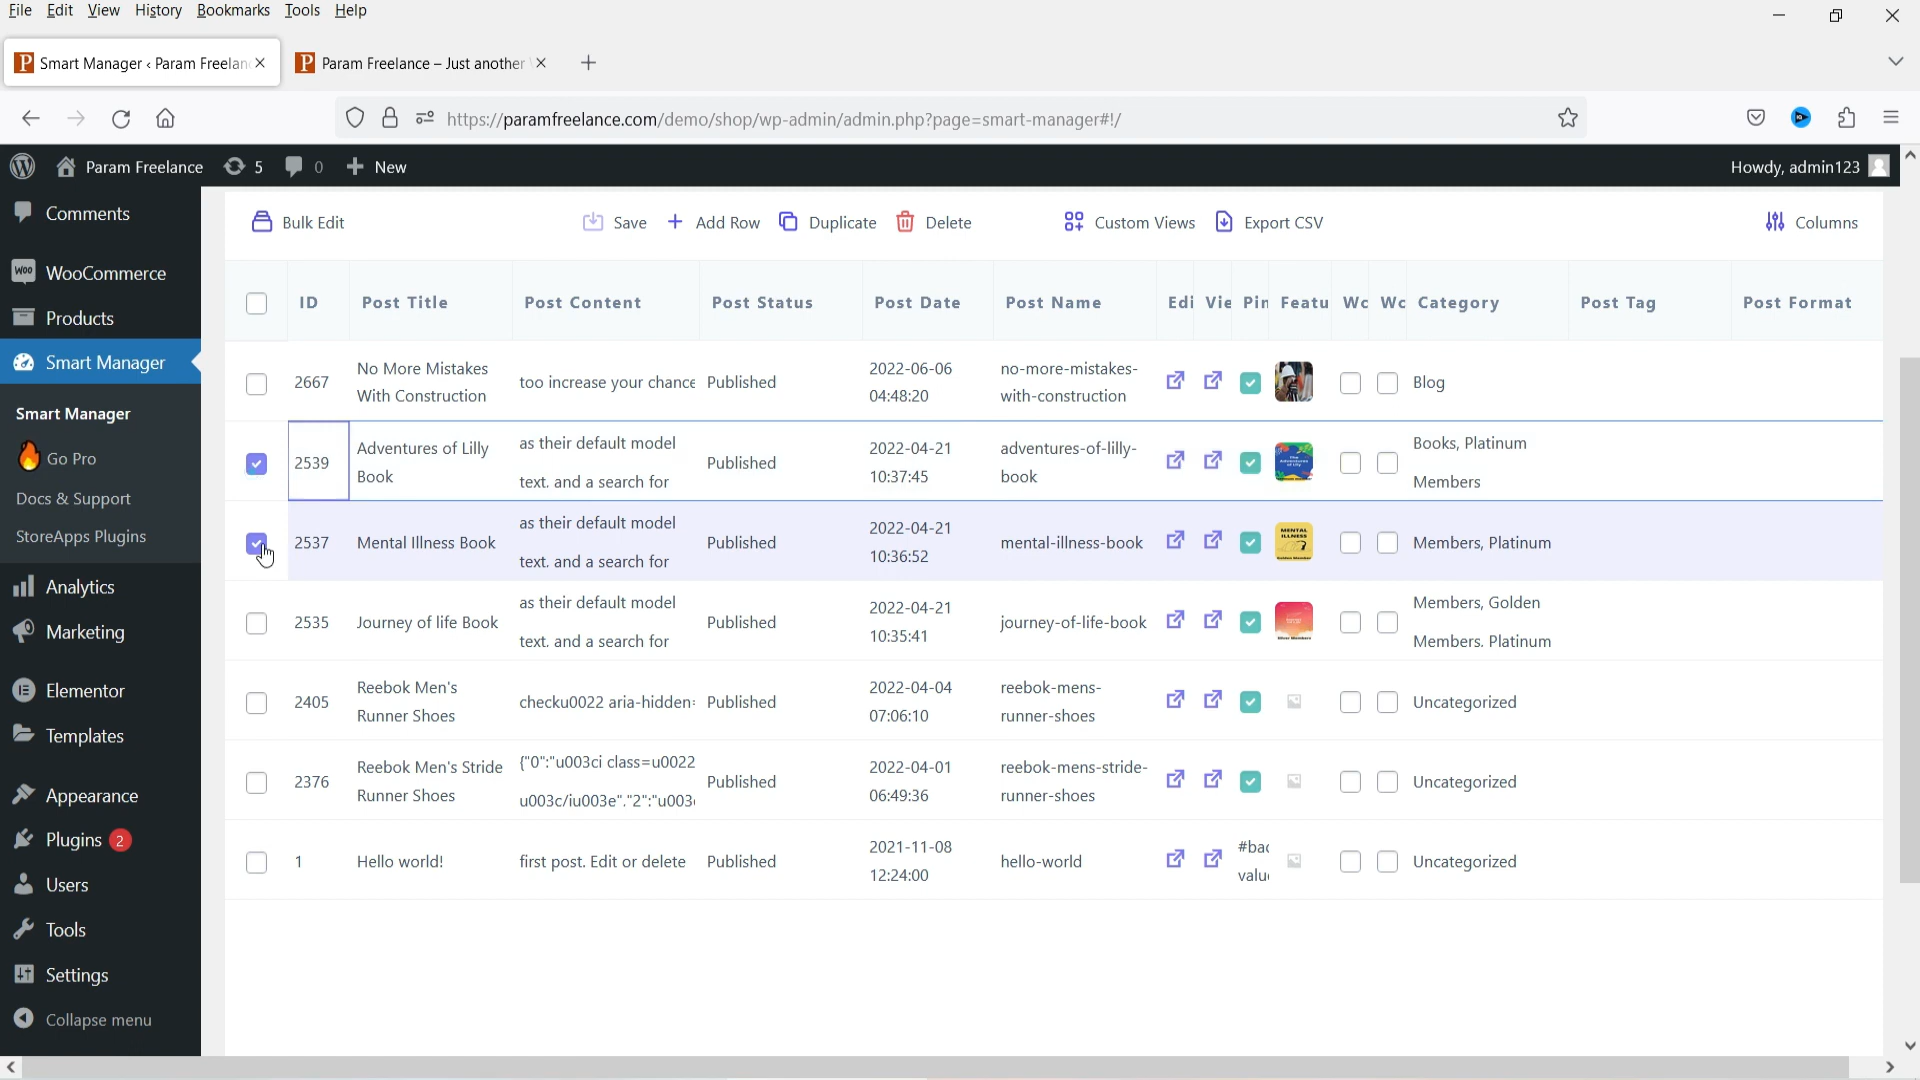 File Edit View History Bookmarks Tools Help
Smart Manager ‹ Param Freelanc
Param Freelance – Just another
https://paramfreelance.com/demo/shop/wp-admin/admin.php?page=smart-manager#!/
Param Freelance 5 0 New
Howdy, admin123
Comments
WooCommerce
Products
Smart Manager
Smart Manager
Go Pro
Docs & Support
StoreApps Plugins
Analytics
Marketing
Elementor
Templates
Appearance
Plugins 2
Users
Tools
Settings
Collapse menu
Bulk Edit Save Add Row Duplicate Delete Custom Views Export CSV Columns
ID Post Title Post Content Post Status Post Date Post Name Edi Vie Pin Featu Wc Wc Category Post Tag Post Format
2667 No More Mistakes
With Construction
too increase your chance
Published
2022-06-06
04:48:20
no-more-mistakes-
with-construction
Blog
2539
Adventures of Lilly
Book
as their default model
text. and a search for
Published
2022-04-21
10:37:45
adventures-of-lilly-
book
Books, Platinum
Members
2537
Mental Illness Book
as their default model
text. and a search for
Published
2022-04-21
10:36:52
mental-illness-book
MENTAL
ILLNESS
Members, Platinum
2535
Journey of life Book
as their default model
text. and a search for
Published
2022-04-21
10:35:41
journey-of-life-book
Members, Golden
Members. Platinum
2405
Reebok Men's
Runner Shoes
checku0022 aria-hidden=
Published
2022-04-04
07:06:10
reebok-mens-
runner-shoes
Uncategorized
2376
Reebok Men's Stride
Runner Shoes
{"0":"u003ci class=u0022
u003c/iu003e"."2":"u003
Published
2022-04-01
06:49:36
reebok-mens-stride-
runner-shoes
Uncategorized
1
Hello world!
first post. Edit or delete
Published
2021-11-08
12:24:00
hello-world
#bad
valu
Uncategorized